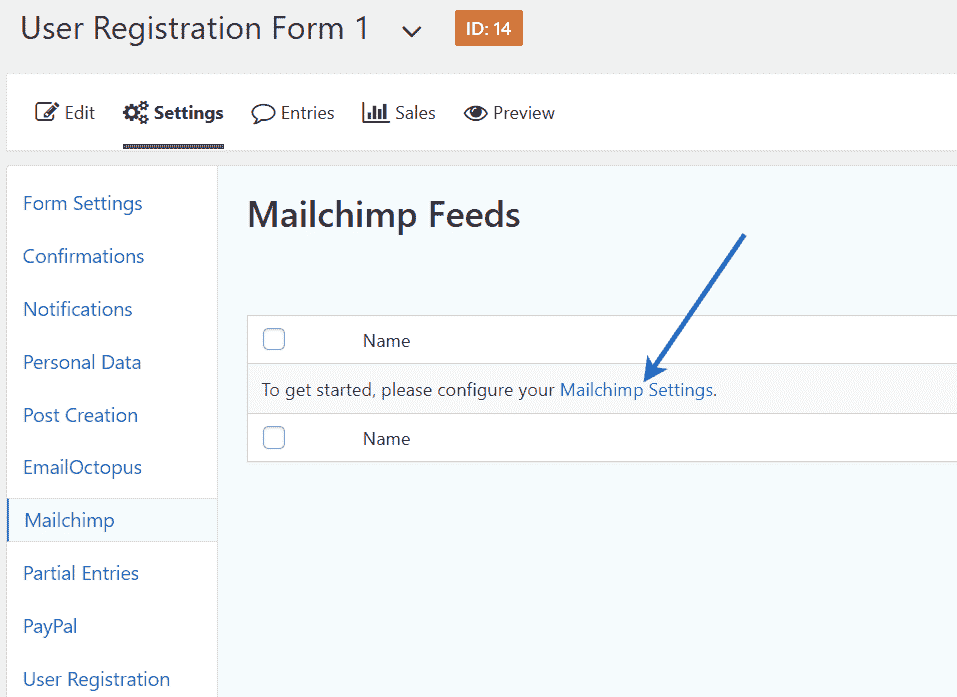 User Registration Form 1
ID: 14
Edit
Settings
Entries
Sales
Preview
Form Settings
Confirmations
Notifications
Personal Data
Post Creation
EmailOctopus
Mailchimp
Partial Entries
PayPal
User Registration
Mailchimp Feeds
Name
To get started, please configure your Mailchimp Settings.
Name